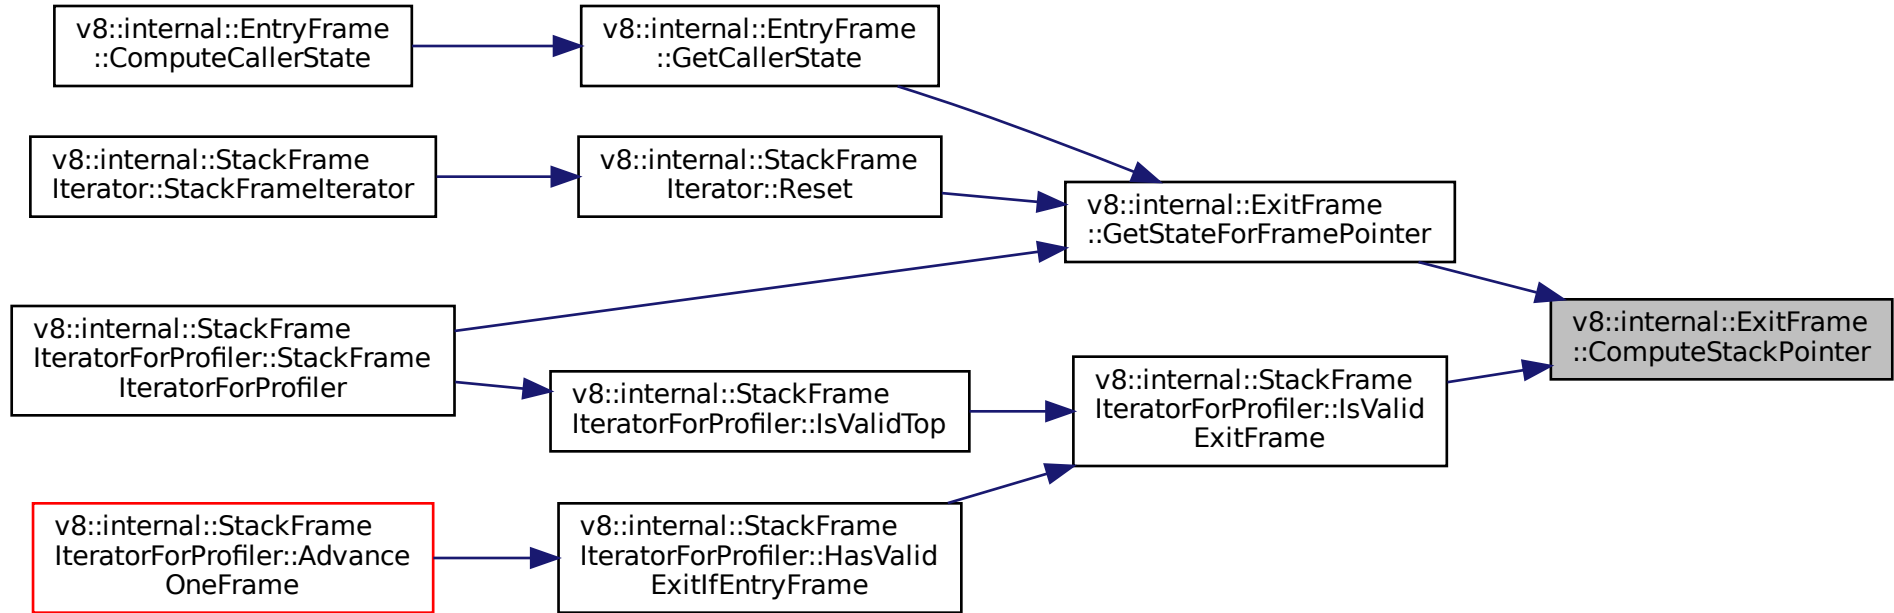 v8::internal::EntryFrame
::ComputeCallerState
v8::internal::EntryFrame
::GetCallerState
v8::internal::StackFrame
Iterator::StackFrameIterator
v8::internal::StackFrame
Iterator::Reset
v8::internal::ExitFrame
::GetStateForFramePointer
v8::internal::StackFrame
IteratorForProfiler::StackFrame
IteratorForProfiler
v8::internal::StackFrame
IteratorForProfiler::IsValidTop
v8::internal::StackFrame
IteratorForProfiler::IsValid
ExitFrame
v8::internal::ExitFrame
::ComputeStackPointer
v8::internal::StackFrame
IteratorForProfiler::Advance
OneFrame
v8::internal::StackFrame
IteratorForProfiler::HasValid
ExitIfEntryFrame